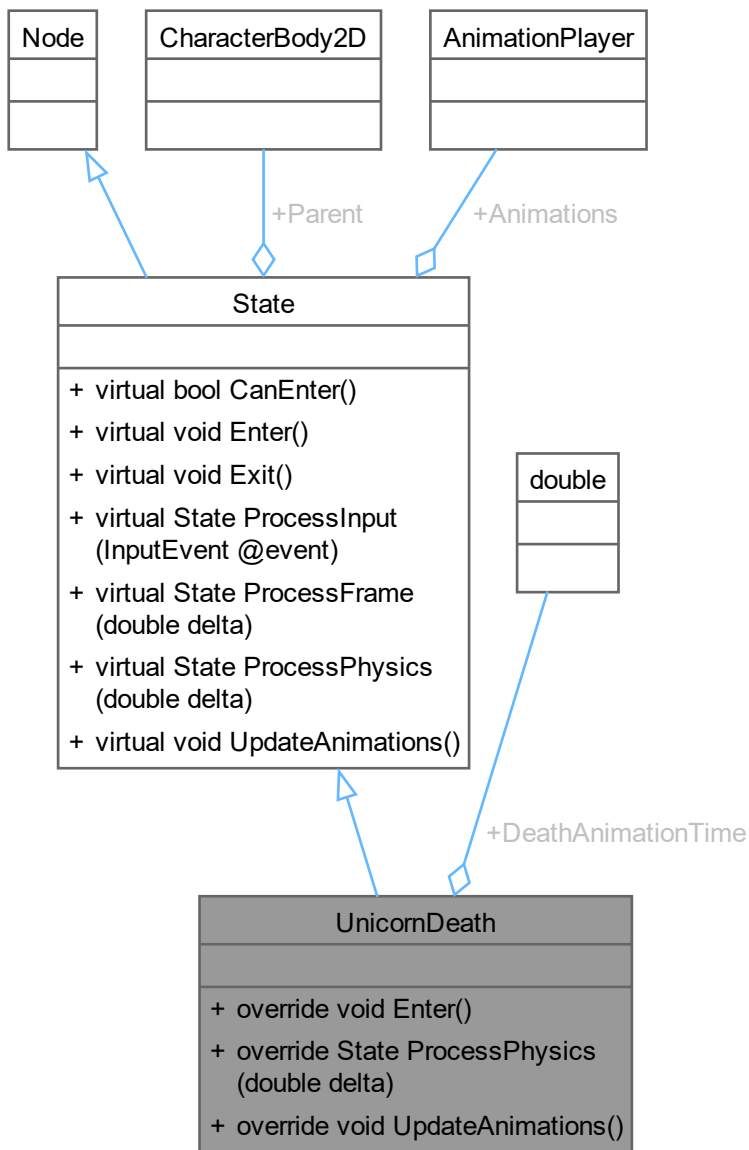 Node
CharacterBody2D
AnimationPlayer
+Parent
+Animations
State
+ virtual bool CanEnter()
+ virtual void Enter()
+ virtual void Exit()
+ virtual State ProcessInput
(InputEvent @event)
+ virtual State ProcessFrame
(double delta)
+ virtual State ProcessPhysics
(double delta)
+ virtual void UpdateAnimations()
double
+DeathAnimationTime
UnicornDeath
+ override void Enter()
+ override State ProcessPhysics
(double delta)
+ override void UpdateAnimations()